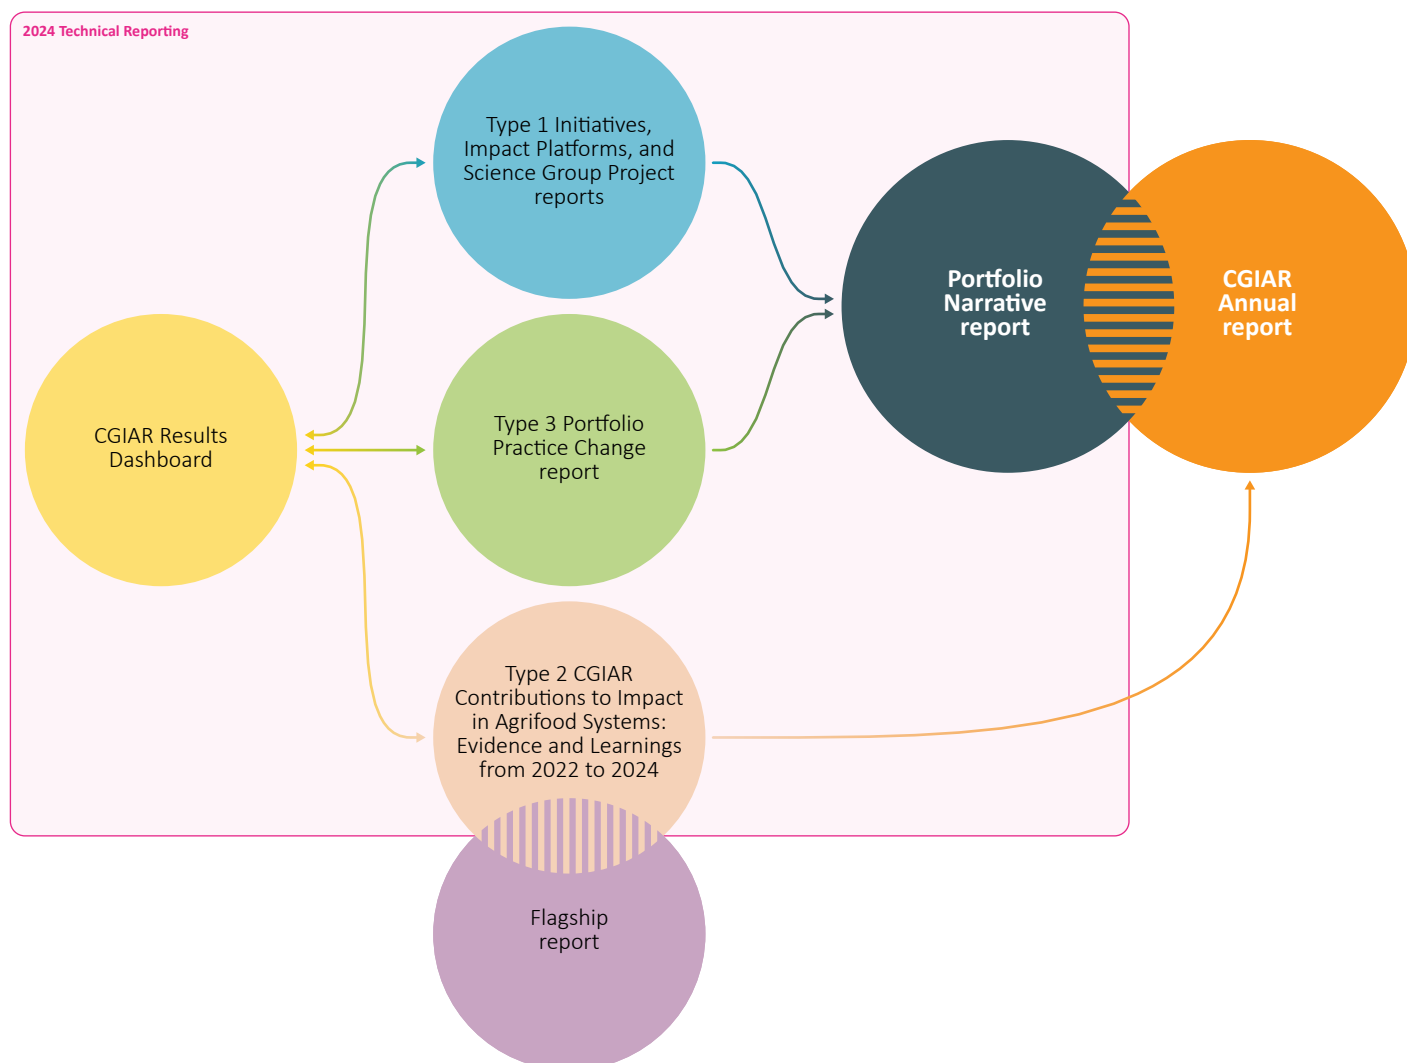 2024 Technical Reporting
Type 1 Initiatives,
Impact Platforms, and
Science Group Project
reports
Portfolio
Narrative
report
CGIAR
Annual
report
CGIAR Results
Dashboard
Type 3 Portfolio
Practice Change
report
Type 2 CGIAR
Contributions to Impact
in Agrifood Systems:
Evidence and Learnings
from 2022 to 2024
Flagship
report